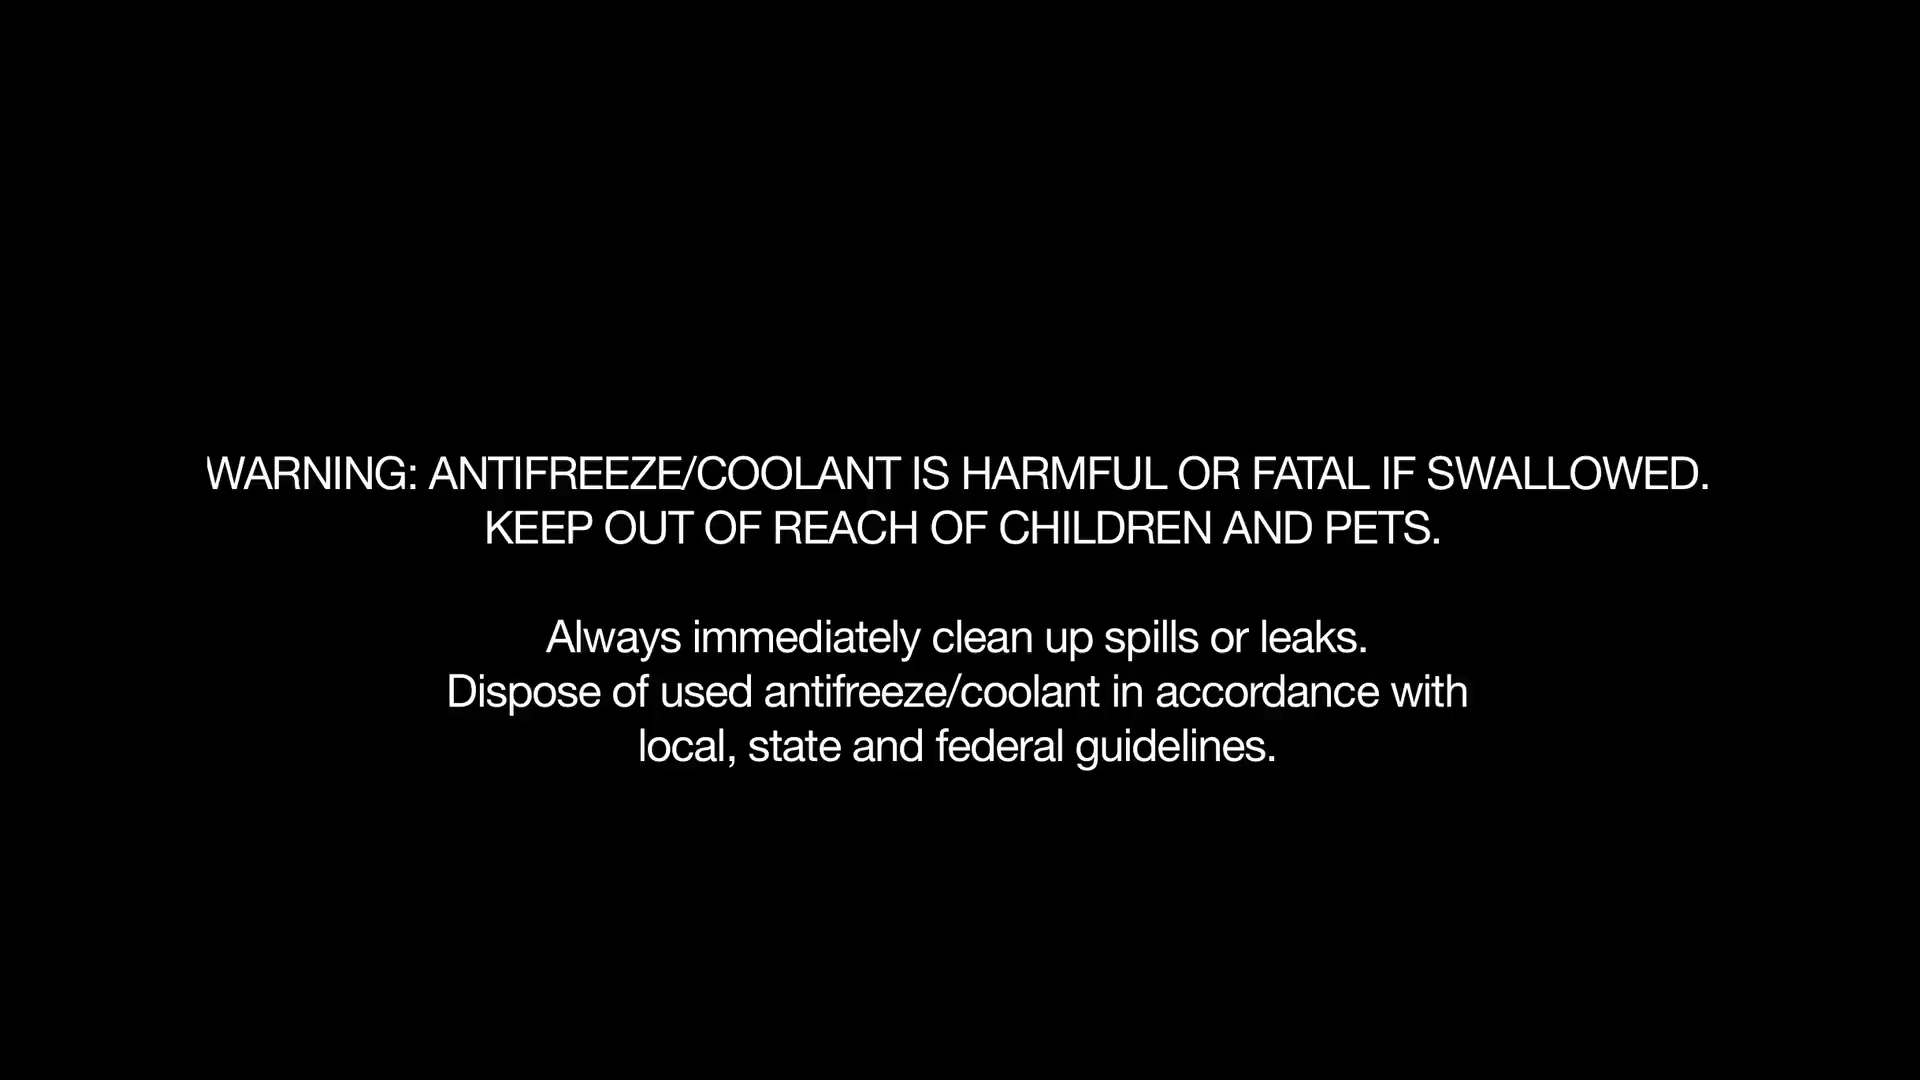 WARNING: ANTIFREEZE/COOLANT IS HARMFUL OR FATAL IF SWALLOWED.
KEEP OUT OF REACH OF CHILDREN AND PETS.
Always immediately clean up spills or leaks.
Dispose of used antifreeze/coolant in accordance with
local, state and federal guidelines.